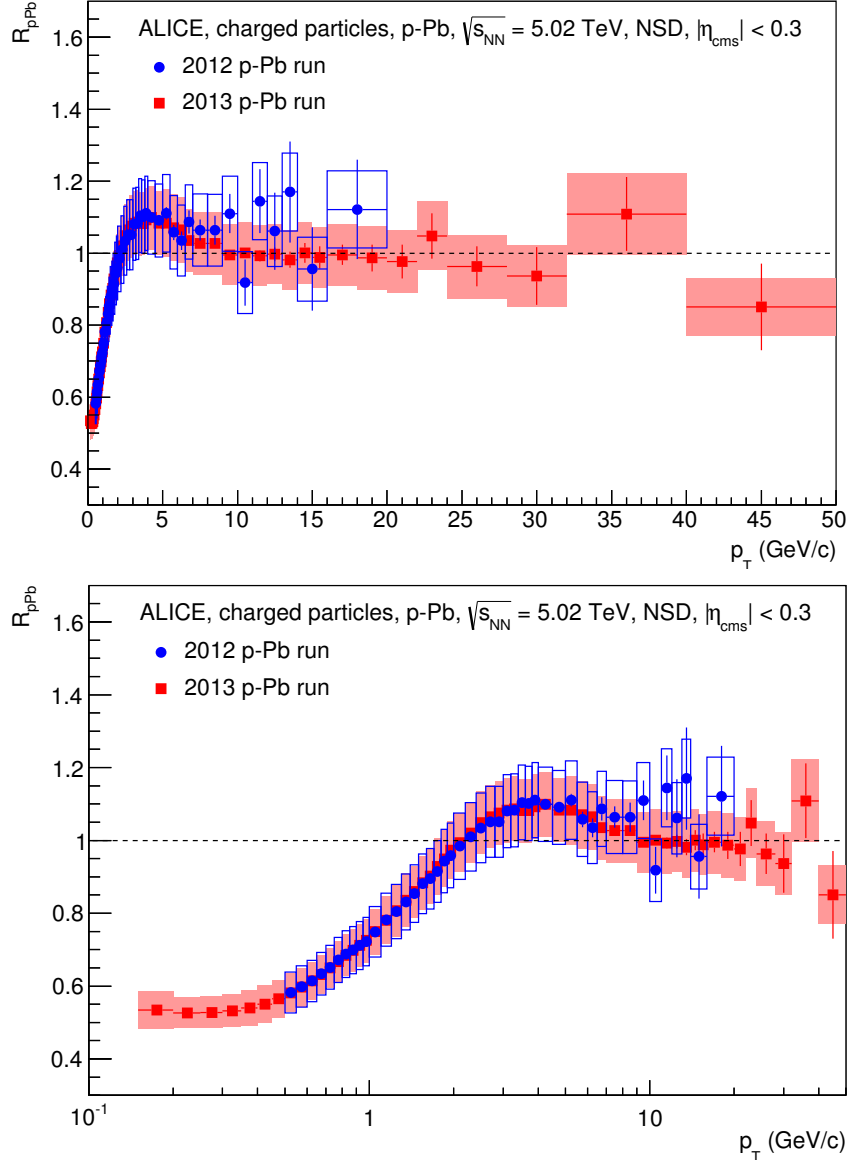 R_pPb
1.6
1.4
1.2
1
0.8
0.6
0.4
ALICE, charged particles, p-Pb, √s_NN = 5.02 TeV, NSD, |η_cms| < 0.3
2012 p-Pb run
2013 p-Pb run
0 5 10 15 20 25 30 35 40 45 50
p_T (GeV/c)
R_pPb
1.6
1.4
1.2
1
0.8
0.6
0.4
ALICE, charged particles, p-Pb, √s_NN = 5.02 TeV, NSD, |η_cms| < 0.3
2012 p-Pb run
2013 p-Pb run
10^-1 1 10
p_T (GeV/c)